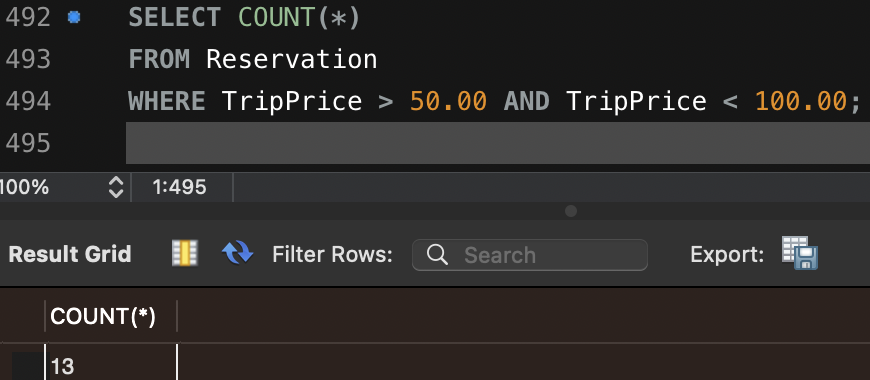 492 SELECT COUNT(*)
493 FROM Reservation
494 WHERE TripPrice > 50.00 AND TripPrice < 100.00;
495
100% 1:495
Result Grid Filter Rows: Search Export:
COUNT(*)
13